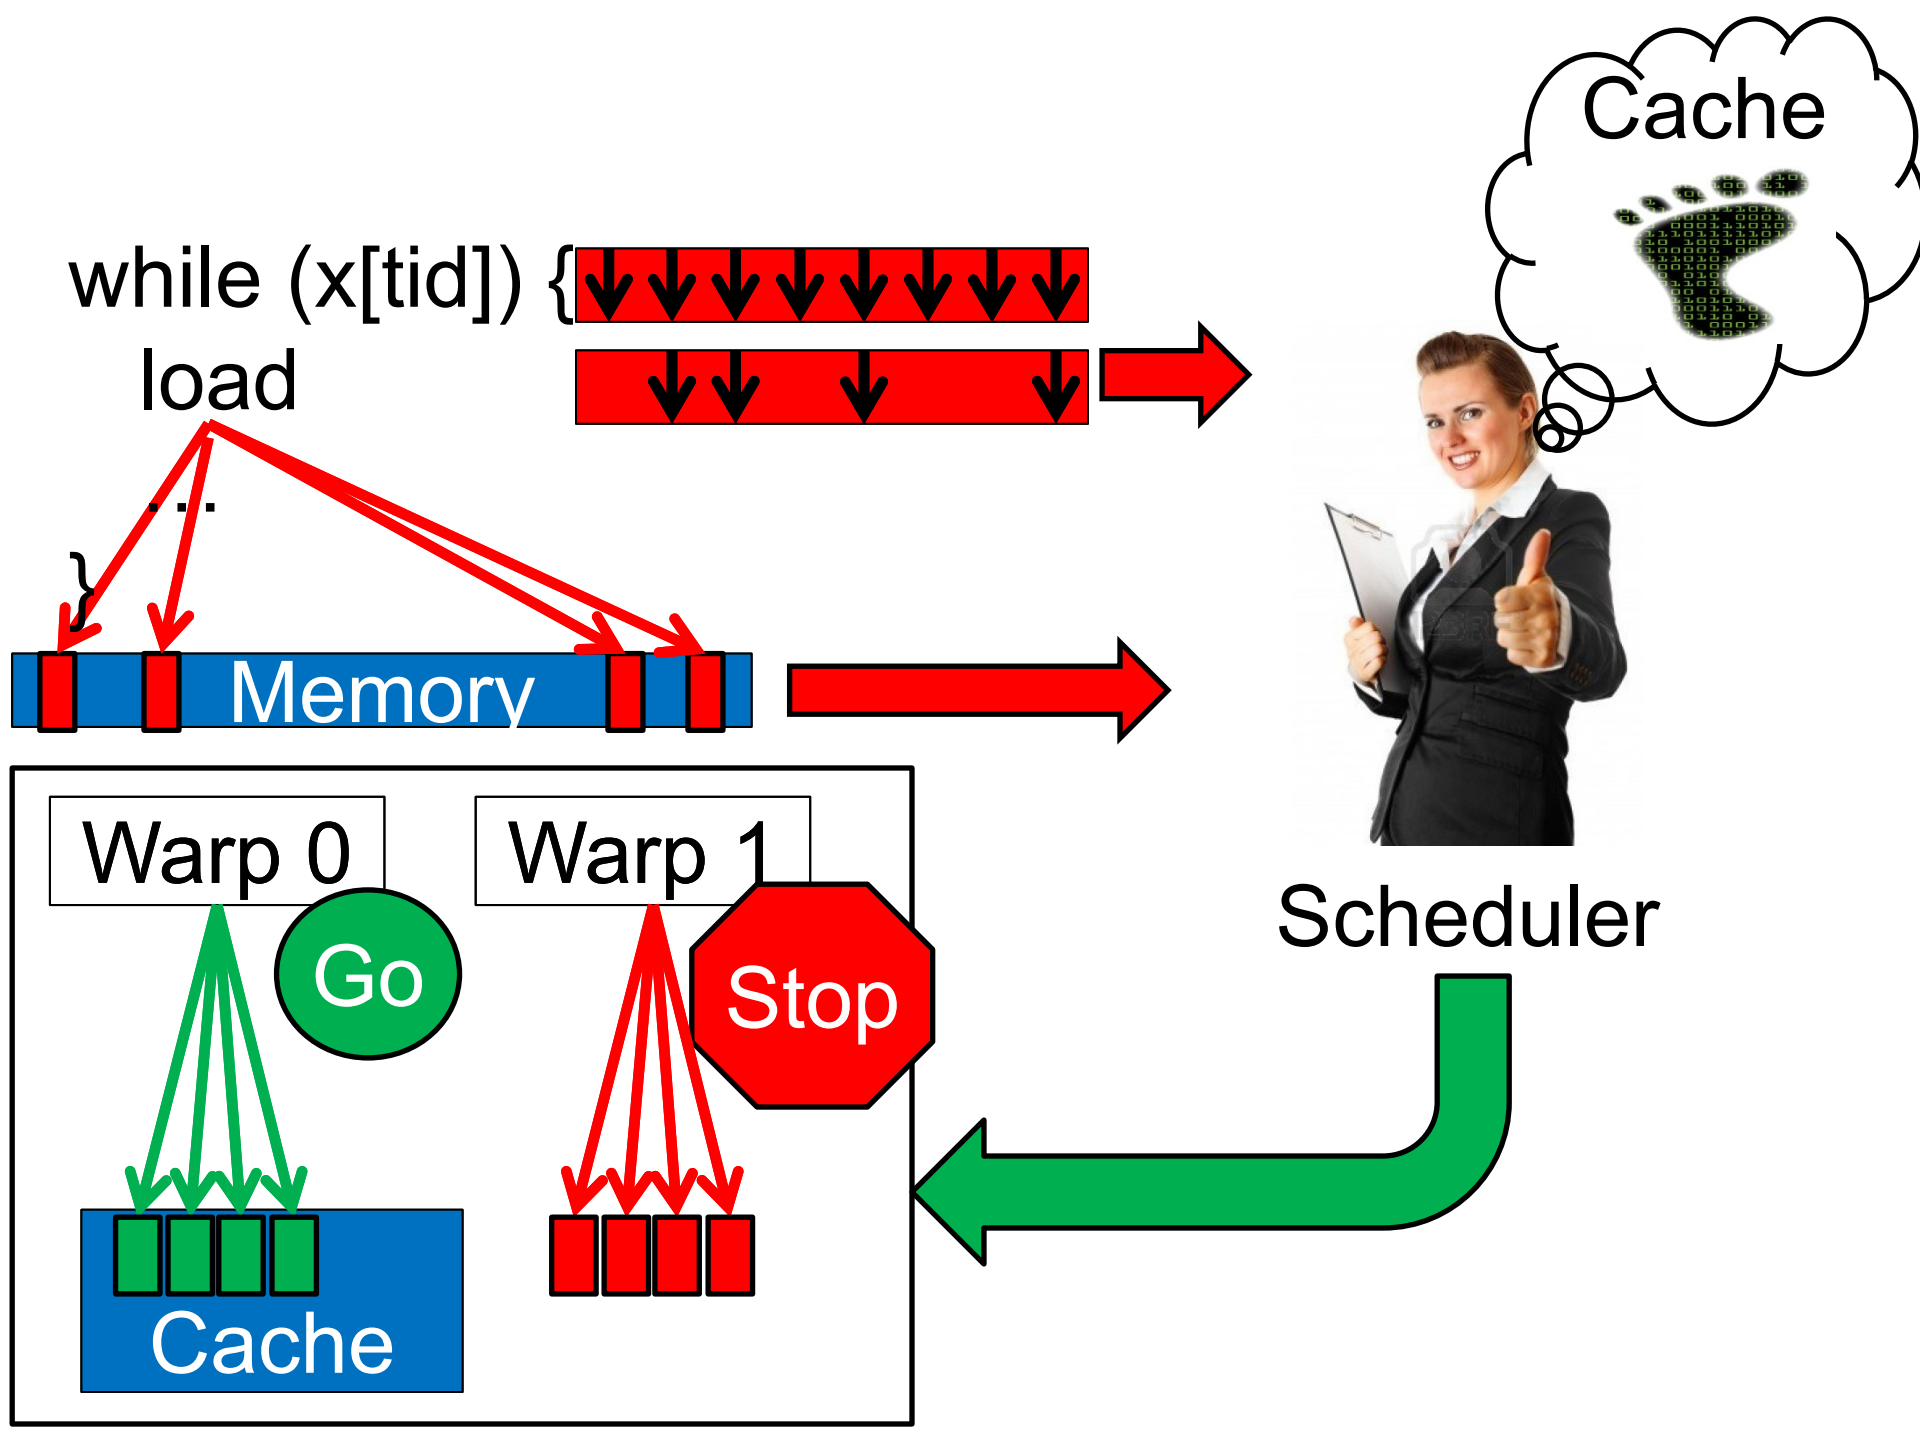 Cache
while (x[tid]) {
load
...
}
Memory
Warp 0
Warp 1
Go
Stop
Scheduler
Cache